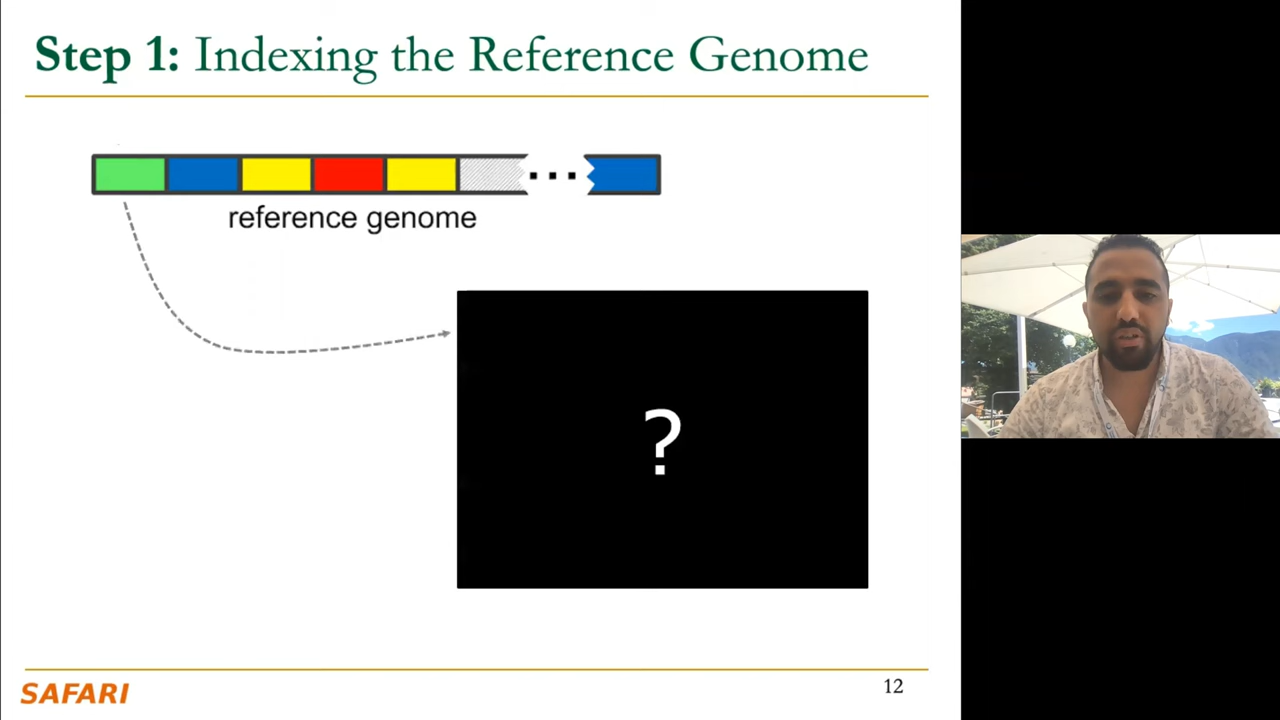 Step 1: Indexing the Reference Genome
...
reference genome
?
SAFARI
12